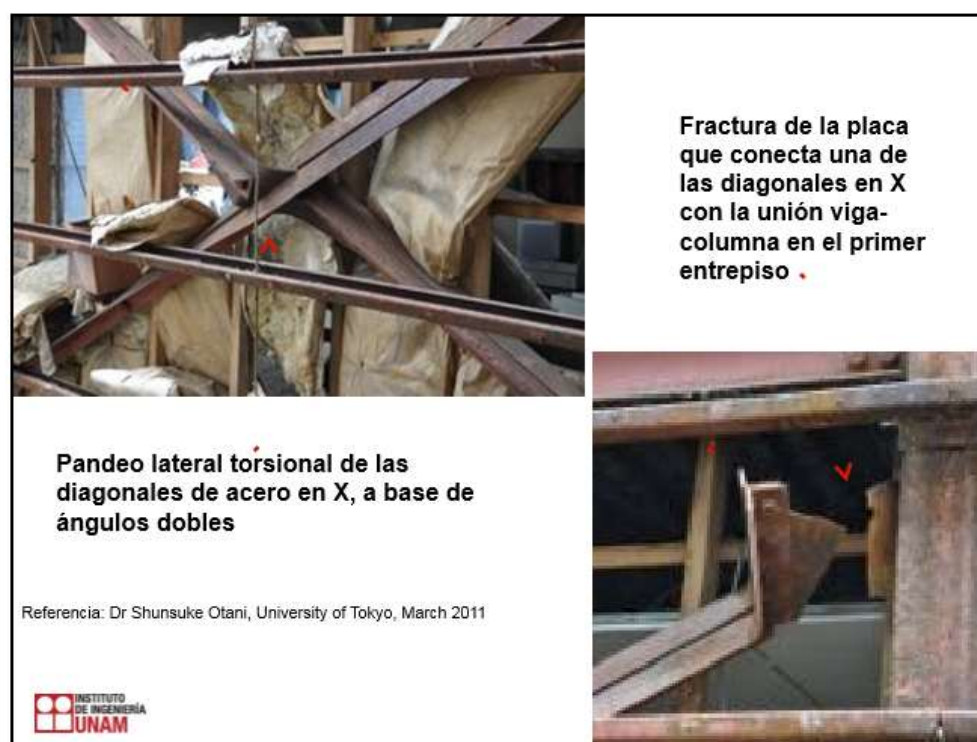 Fractura de la placa
que conecta una de
las diagonales en X
con la unión viga-
columna en el primer
entrepiso
Pandeo lateral torsional de las
diagonales de acero en X, a base de
ángulos dobles
Referencia: Dr Shunsuke Otani, University of Tokyo, March 2011
INSTITUTO
DE INGENIERÍA
UNAM